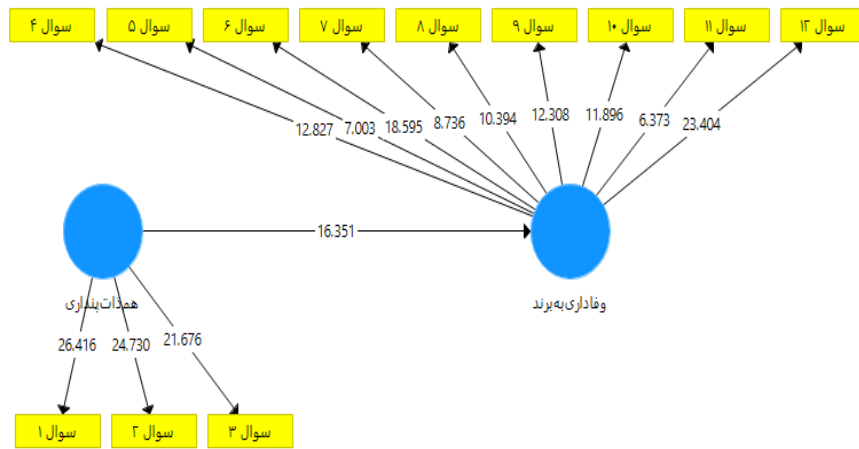 سوال ۴
سوال ۵
سوال ۶
سوال ۷
سوال ۸
سوال ۹
سوال ۱۰
سوال ۱۱
سوال ۱۲
12.827
7.003
18.595
8.736
10.394
12.308
11.896
6.373
23.404
16.351
همذات‌پنداری
وفاداری‌به‌برند
26.416
24.730
21.676
سوال ۱
سوال ۲
سوال ۳